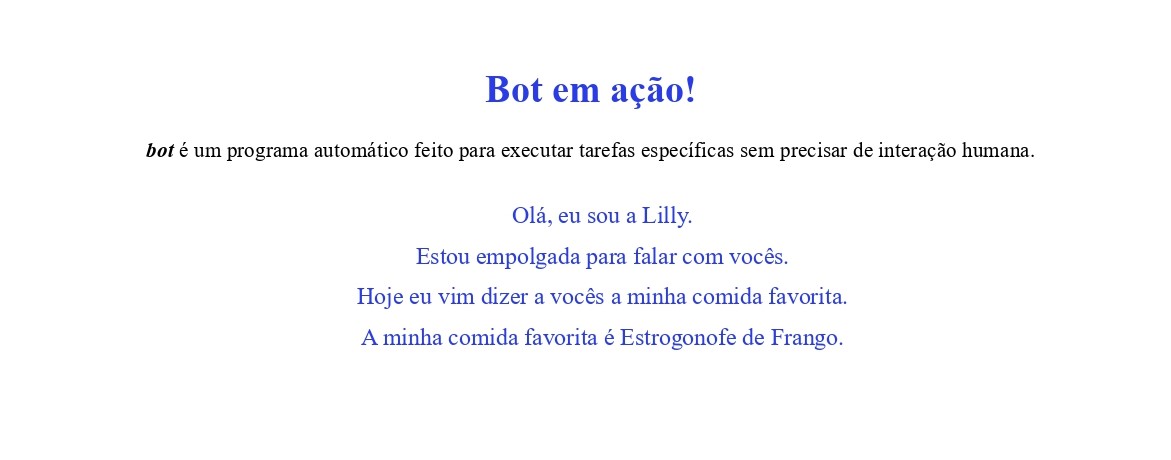 Bot em ação!
bot é um programa automático feito para executar tarefas específicas sem precisar de interação humana.
Olá, eu sou a Lilly.
Estou empolgada para falar com vocês.
Hoje eu vim dizer a vocês a minha comida favorita.
A minha comida favorita é Estrogonofe de Frango.